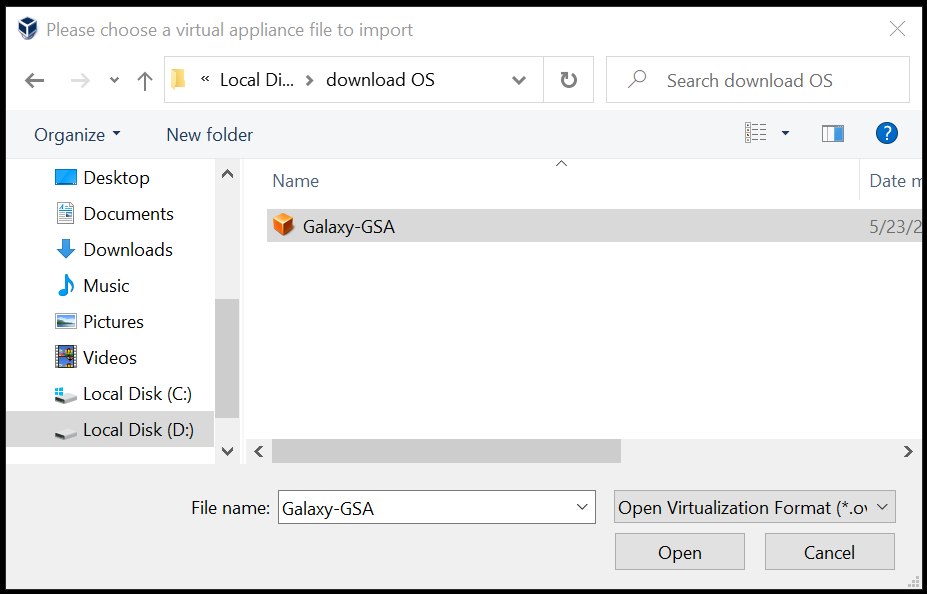 Please choose a virtual appliance file to import
« Local Di... > download OS
Search download OS
Organize
New folder
Desktop
Documents
Downloads
Music
Pictures
Videos
Local Disk (C:)
Local Disk (D:)
Name
Date m
Galaxy-GSA
5/23/2
File name:
Galaxy-GSA
Open Virtualization Format (*.ov
Open
Cancel